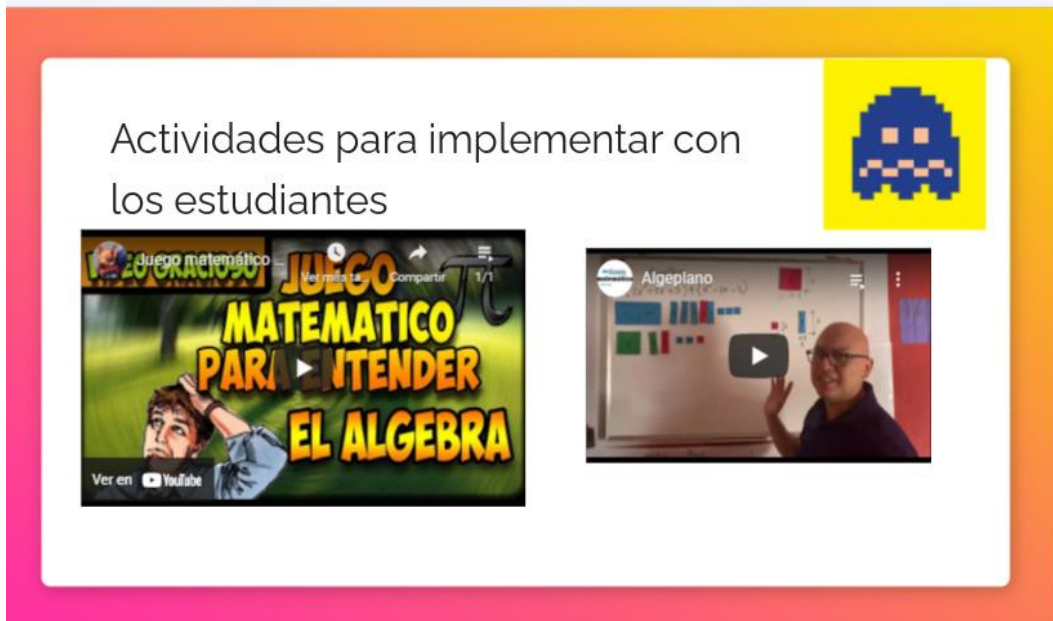 Actividades para implementar con
los estudiantes
Juego matemático ...
Ver más ta...
Compartir
1/1
JUEGO
MATEMATICO
PARA ENTENDER
EL ALGEBRA
Ver en YouTube
Algeplano